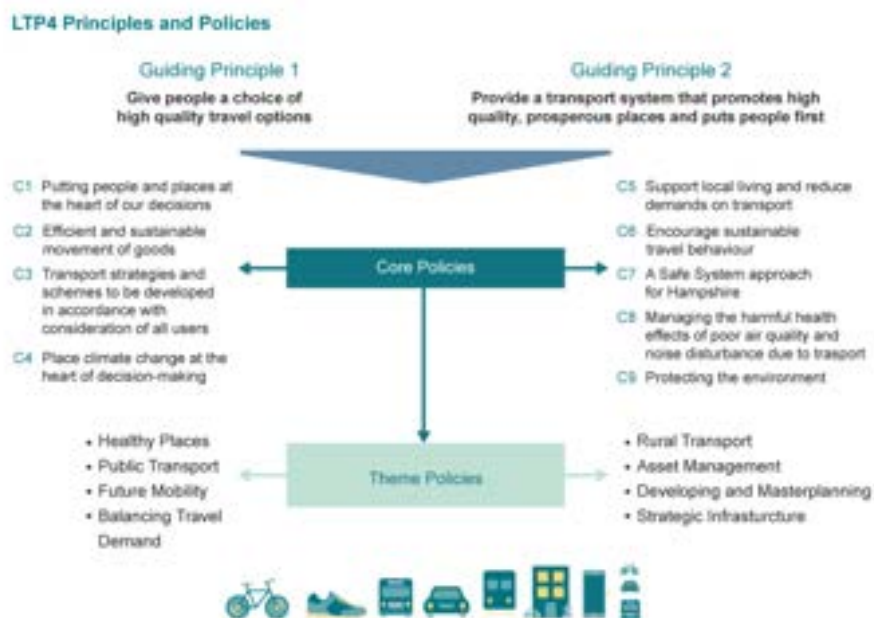 LTP4 Principles and Policies
Guiding Principle 1
Give people a choice of
high quality travel options
Guiding Principle 2
Provide a transport system that promotes high
quality, prosperous places and puts people first
C1 Putting people and places at
the heart of our decisions
C2 Efficient and sustainable
movement of goods
C3 Transport strategies and
schemes to be developed
in accordance with
consideration of all users
C4 Place climate change at the
heart of decision-making
Core Policies
C5 Support local living and reduce
demands on transport
C6 Encourage sustainable
travel behaviour
C7 A Safe System approach
for Hampshire
C8 Managing the harmful health
effects of poor air quality and
noise disturbance due to trasport
C9 Protecting the environment
• Healthy Places
• Public Transport
• Future Mobility
• Balancing Travel
Demand
Theme Policies
• Rural Transport
• Asset Management
• Developing and Masterplanning
• Strategic Infrasturcture